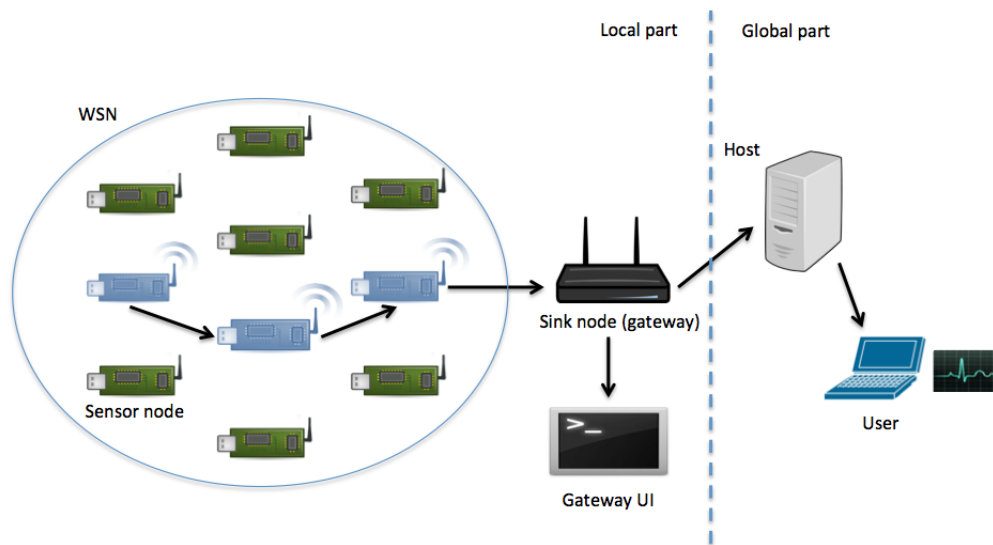 Local part
Global part
WSN
Host
Sink node (gateway)
Sensor node
>_
User
Gateway UI